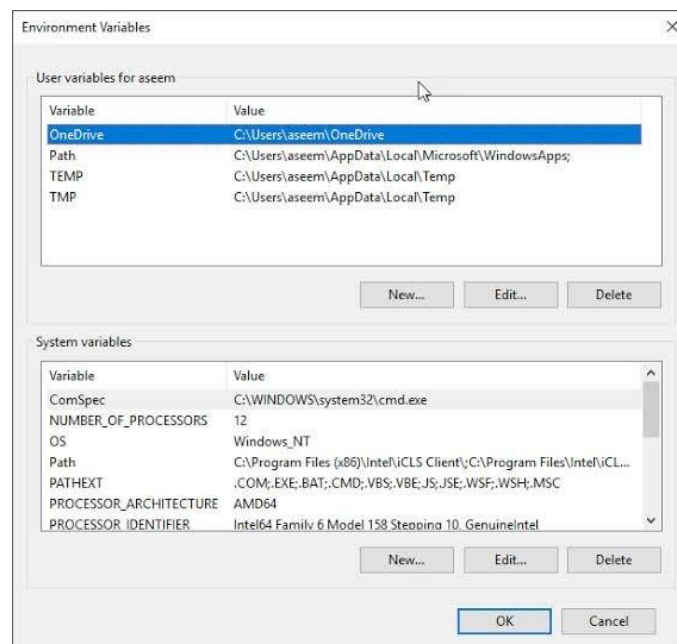 Environment Variables
User variables for aseem
Variable Value
OneDrive C:\Users\aseem\OneDrive
Path C:\Users\aseem\AppData\Local\Microsoft\WindowsApps;
TEMP C:\Users\aseem\AppData\Local\Temp
TMP C:\Users\aseem\AppData\Local\Temp
New... Edit... Delete
System variables
Variable Value
ComSpec C:\WINDOWS\system32\cmd.exe
NUMBER_OF_PROCESSORS 12
OS Windows_NT
Path C:\Program Files (x86)\Intel\iCLS Client\;C:\Program Files\Intel\iCL...
PATHEXT .COM;.EXE;.BAT;.CMD;.VBS;.VBE;.JS;.JSE;.WSF;.WSH;.MSC
PROCESSOR_ARCHITECTURE AMD64
PROCESSOR_IDENTIFIER Intel64 Family 6 Model 158 Stepping 10, GenuineIntel
New... Edit... Delete
OK Cancel